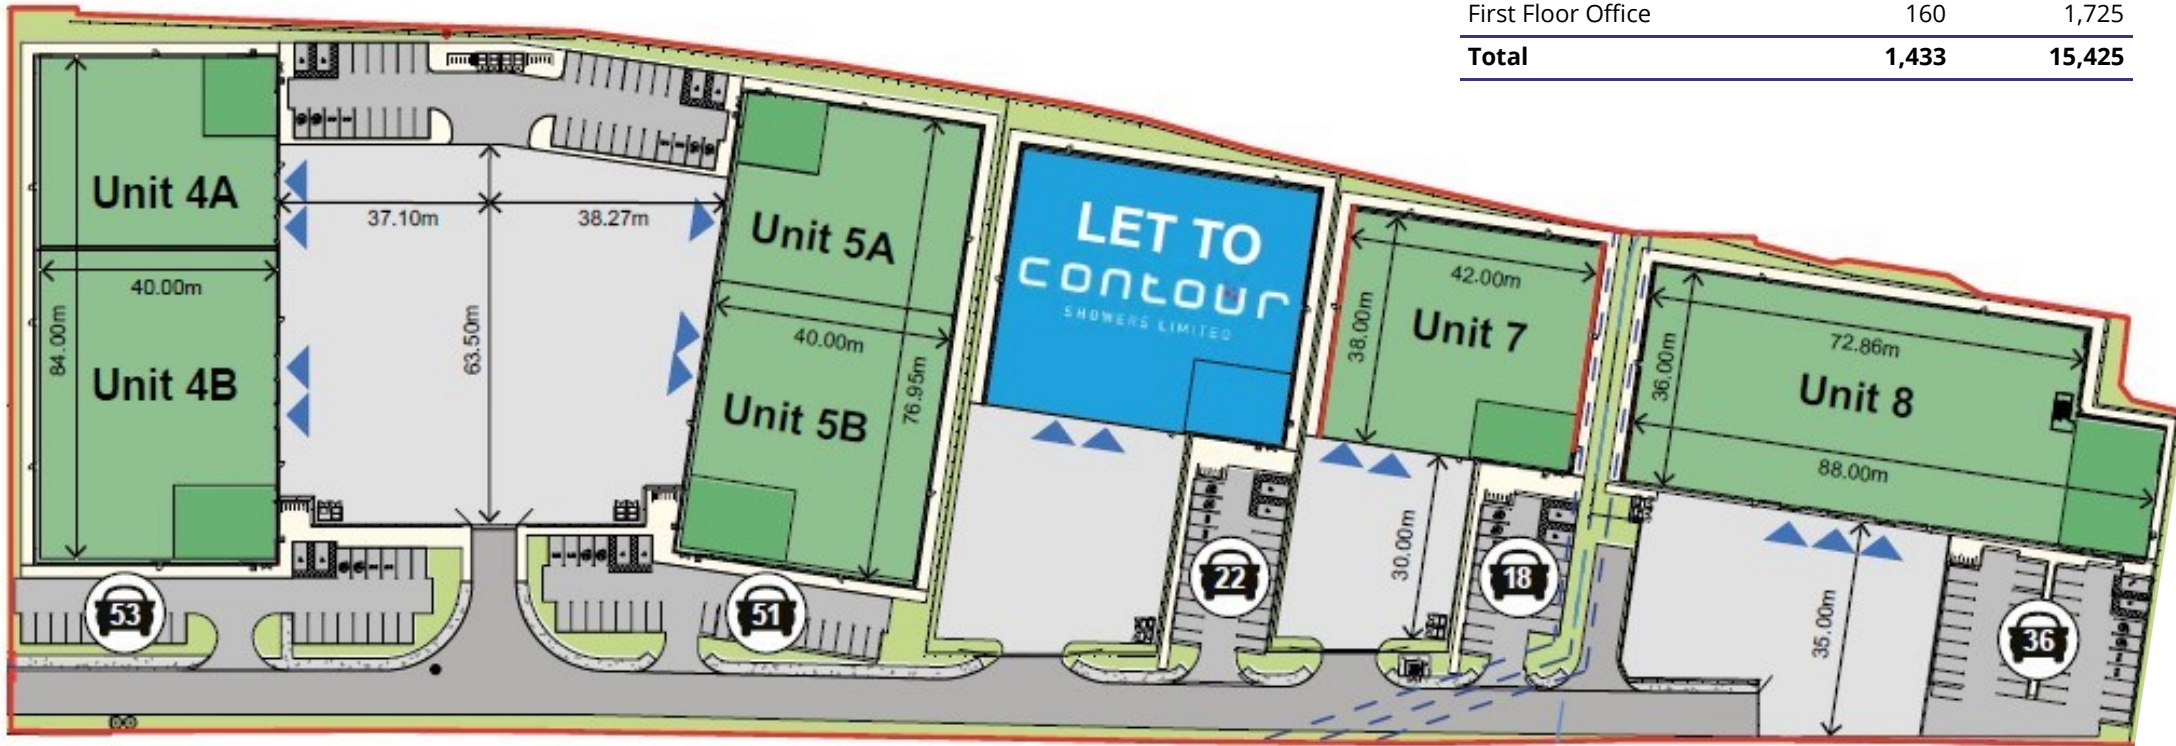 First Floor Office 160 1,725
Total 1,433 15,425
Unit 4A
37.10m
38.27m
40.00m
84.00m
63.50m
Unit 4B
Unit 5A
40.00m
76.95m
Unit 5B
LET TO
contour
SHOWERS LIMITED
42.00m
38.00m
Unit 7
72.86m
36.00m
Unit 8
88.00m
30.00m
35.00m
53
51
22
18
36